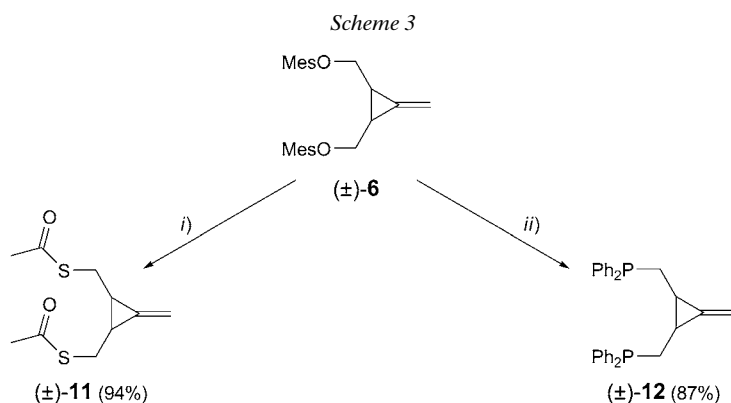 Scheme 3
MesO
MesO
(±)-6
i)
ii)
O
S
O
S
Ph2P
Ph2P
(±)-11 (94%)
(±)-12 (87%)